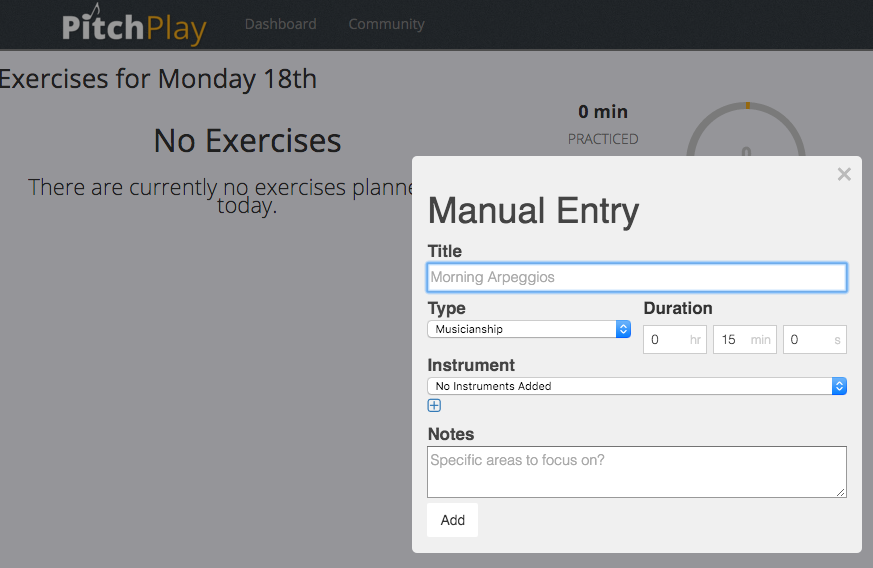 PitchPlay Dashboard Community
Exercises for Monday 18th
0 min
PRACTICED
0
No Exercises
There are currently no exercises
today.
×
Manual Entry
Title
Morning Arpeggios
Type Duration
Musicianship 0 hr 15 min 0 s
Instrument
No Instruments Added
Notes
Specific areas to focus on?
Add